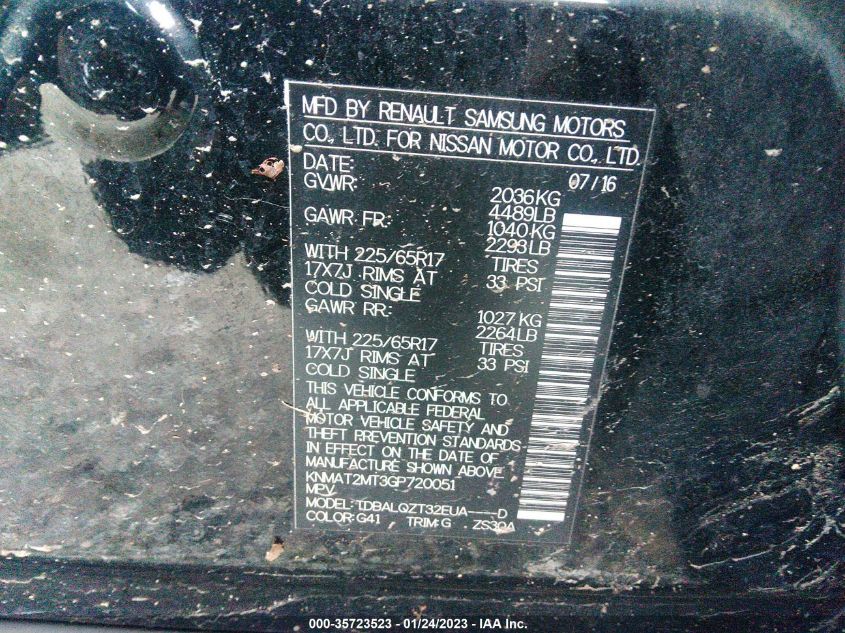 MFD BY RENAULT SAMSUNG MOTORS
CO., LTD. FOR NISSAN MOTOR CO., LTD.
DATE: 07/16
GVWR: 2036KG
4489LB
GAWR FR: 1040KG
2293LB
WITH 225/65R17 TIRES
17X7J RIMS AT 33 PSI
COLD SINGLE
GAWR RR: 1027KG
2264LB
WITH 225/65R17 TIRES
17X7J RIMS AT 33 PSI
COLD SINGLE
THIS VEHICLE CONFORMS TO
ALL APPLICABLE FEDERAL
MOTOR VEHICLE SAFETY AND
THEFT PREVENTION STANDARDS
IN EFFECT ON THE DATE OF
MANUFACTURE SHOWN ABOVE
KNMAT2MT3GP720051
MPV
MODEL: TDBALQZT32EUA----D
COLOR:G41 TRIM:G ZS30A
000-35723523 — 01/24/2023 — IAA Inc.